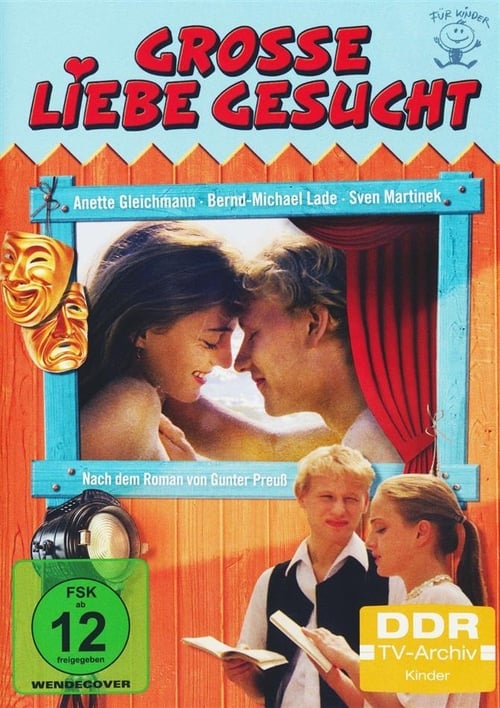 FÜR KINDER
GROSSE
LIEBE GESUCHT
Anette Gleichmann · Bernd-Michael Lade · Sven Martinek
Nach dem Roman von Gunter Preuß
FSK
ab
12
freigegeben
WENDECOVER
DDR
TV-Archiv
Kinder